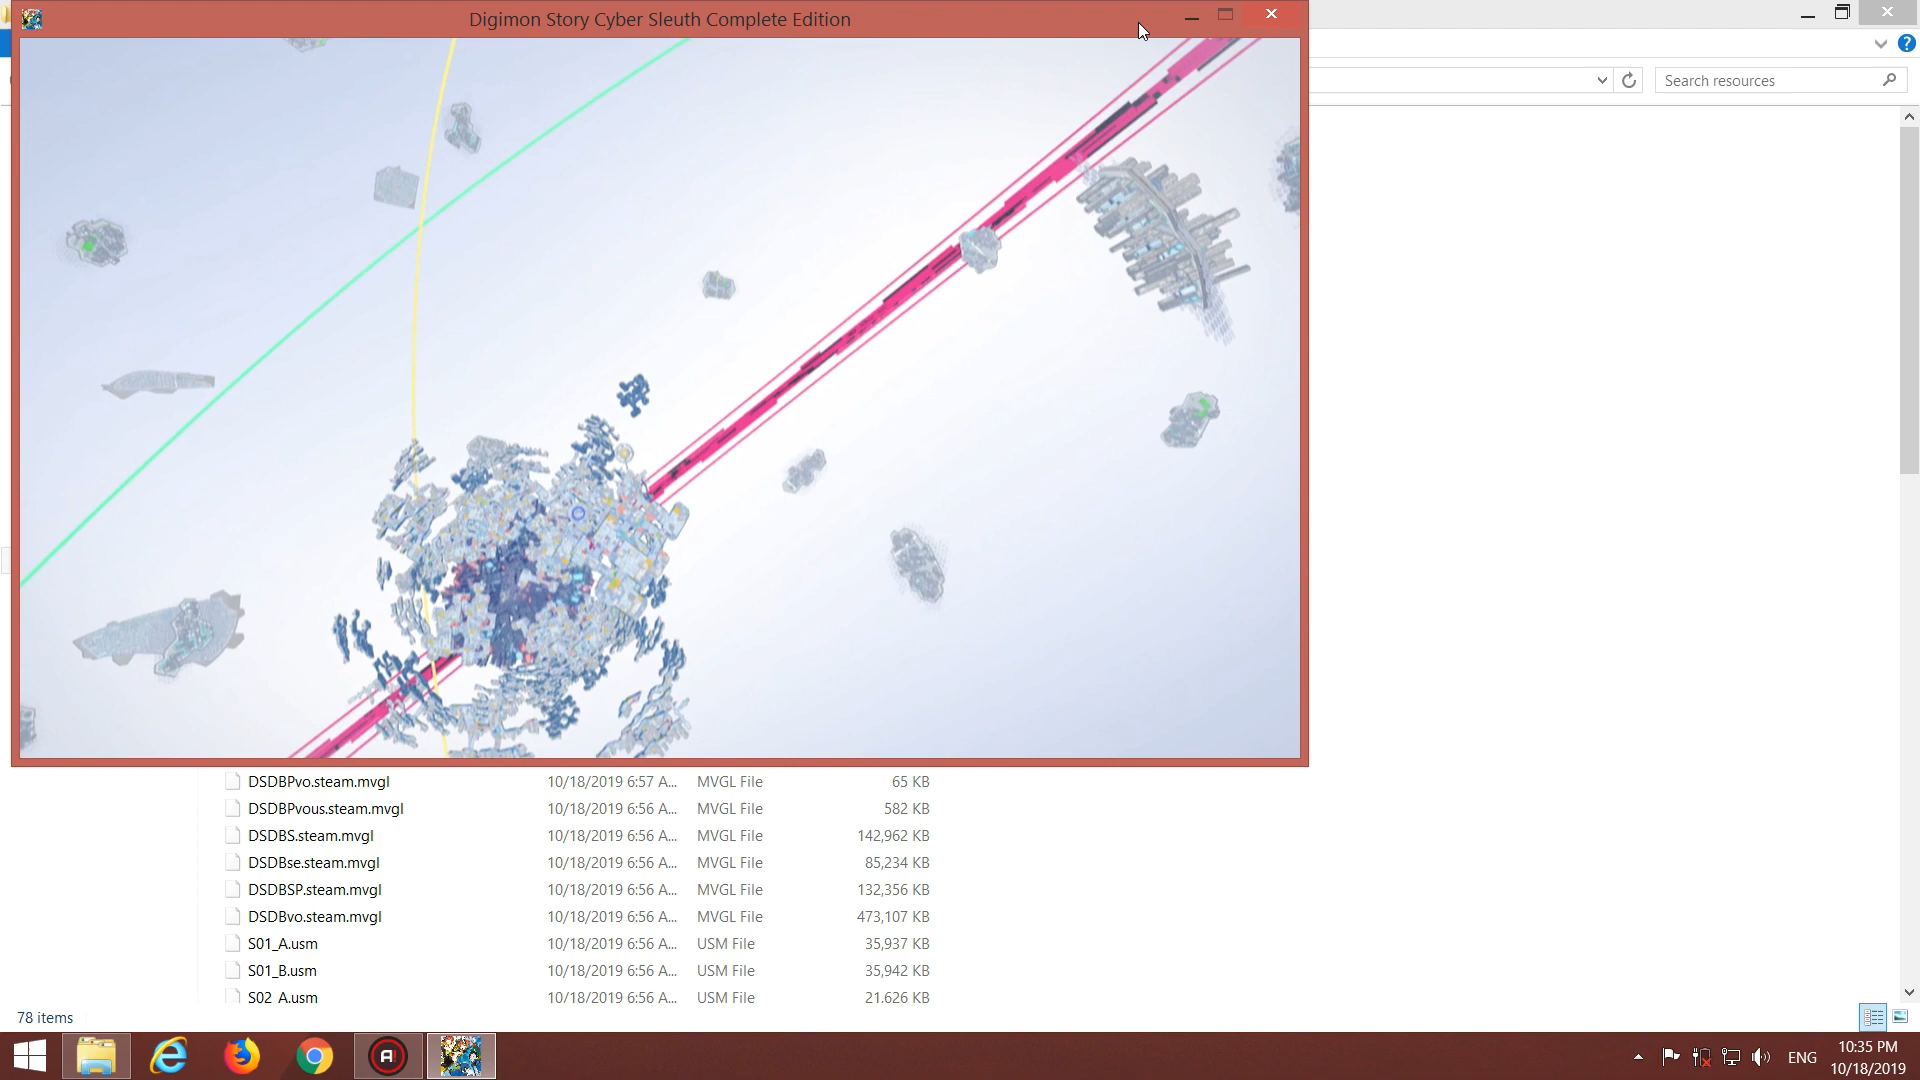 Digimon Story Cyber Sleuth Complete Edition
Search resources
DSDBPvo.steam.mvgl 10/18/2019 6:57 A... MVGL File 65 KB
DSDBPvous.steam.mvgl 10/18/2019 6:56 A... MVGL File 582 KB
DSDBS.steam.mvgl 10/18/2019 6:56 A... MVGL File 142,962 KB
DSDBse.steam.mvgl 10/18/2019 6:56 A... MVGL File 85,234 KB
DSDBSP.steam.mvgl 10/18/2019 6:56 A... MVGL File 132,356 KB
DSDBvo.steam.mvgl 10/18/2019 6:56 A... MVGL File 473,107 KB
S01_A.usm 10/18/2019 6:56 A... USM File 35,937 KB
S01_B.usm 10/18/2019 6:56 A... USM File 35,942 KB
S02_A.usm 10/18/2019 6:56 A... USM File 21,626 KB
78 items
ENG
10:35 PM
10/18/2019